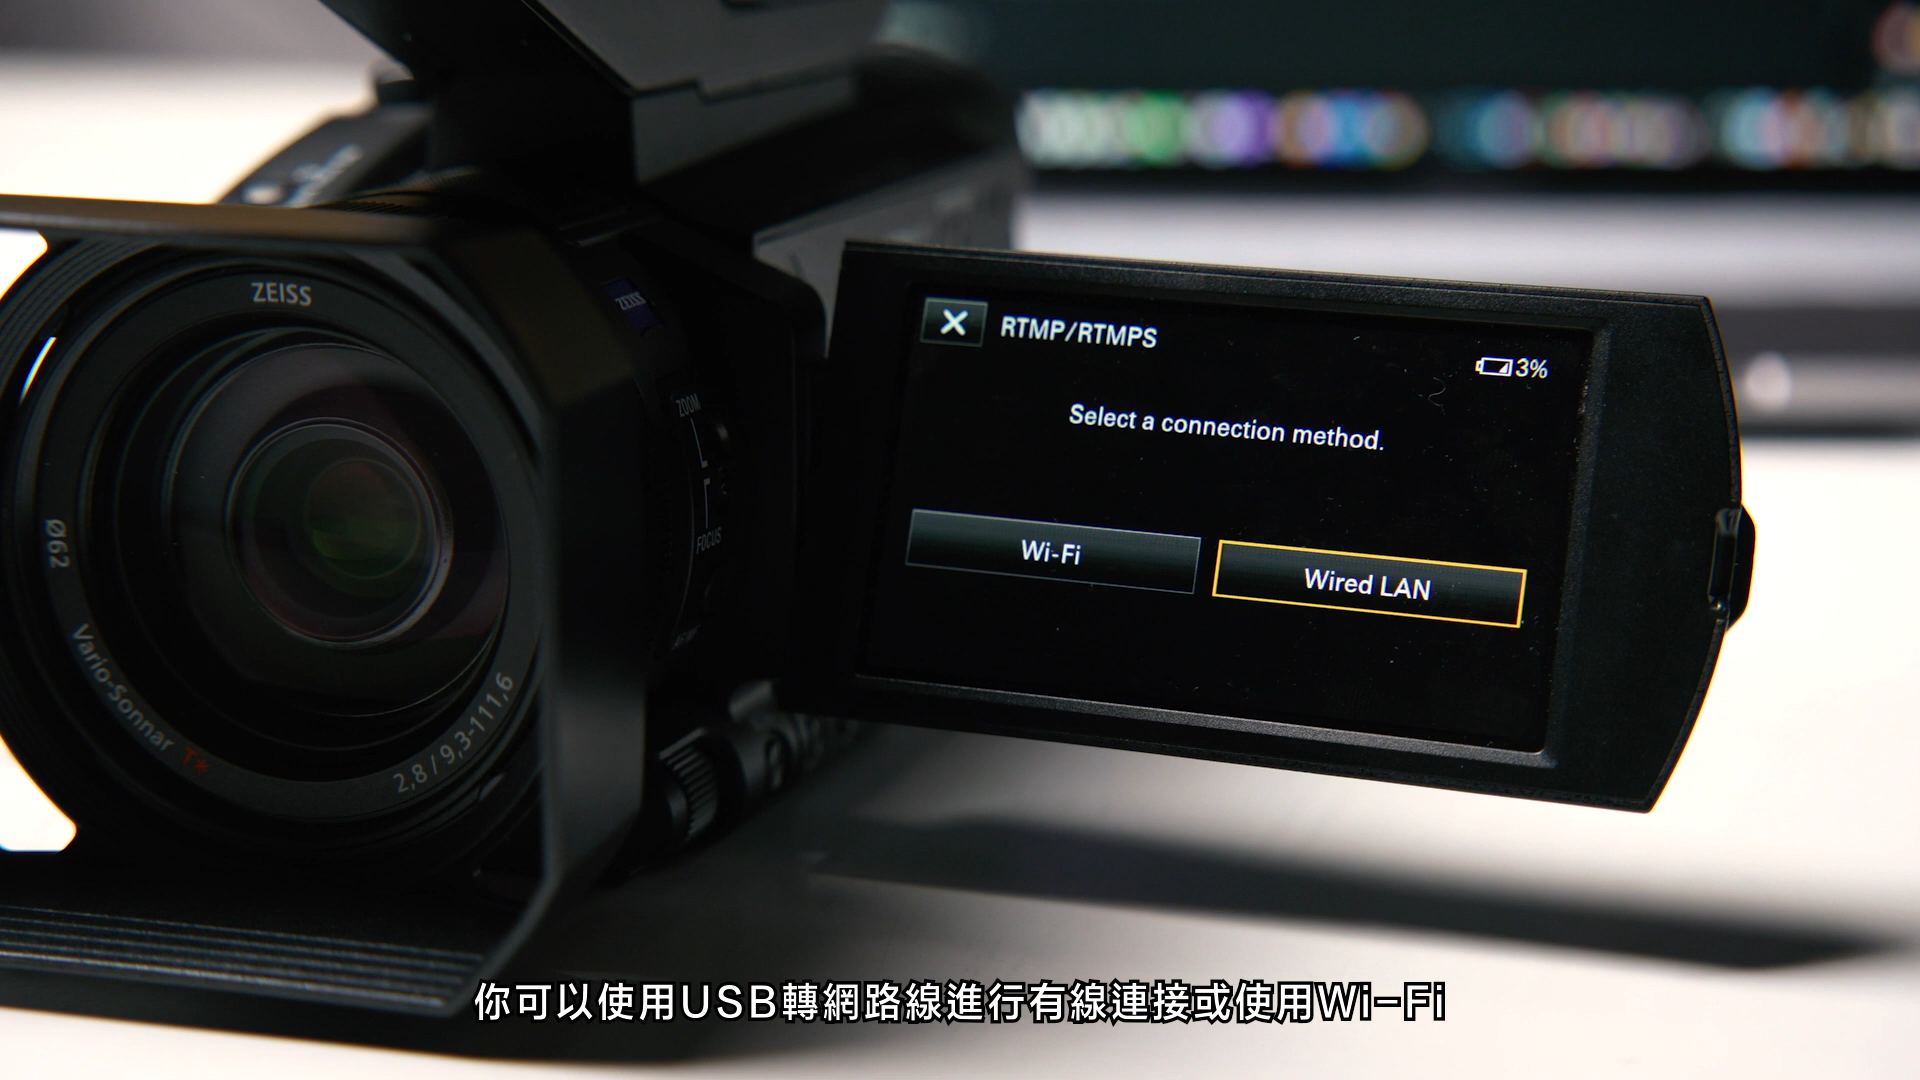 ZEISS
ZEISS
ZOOM
FOCUS
Ø62
Vario-Sonnar T*
2,8 / 9,3-111,6
RTMP/RTMPS
3%
Select a connection method.
Wi-Fi
Wired LAN
你可以使用USB轉網路線進行有線連接或使用Wi-Fi